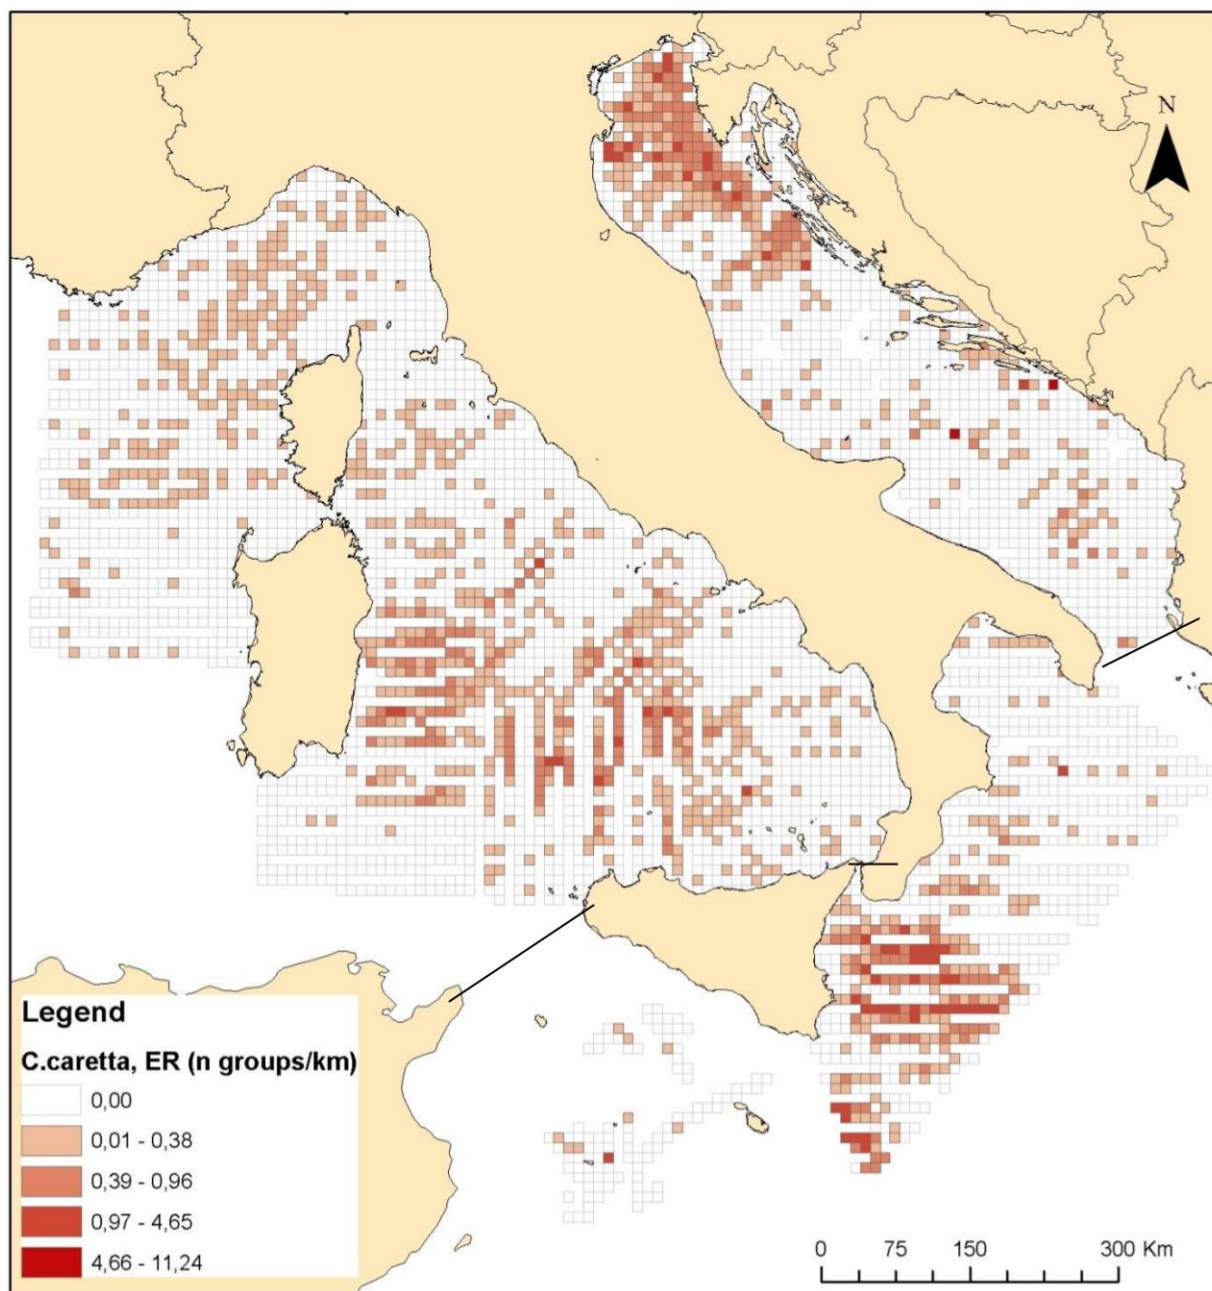 N
Legend
C.caretta, ER (n groups/km)
0,00
0,01 - 0,38
0,39 - 0,96
0,97 - 4,65
4,66 - 11,24
0 75 150 300 Km